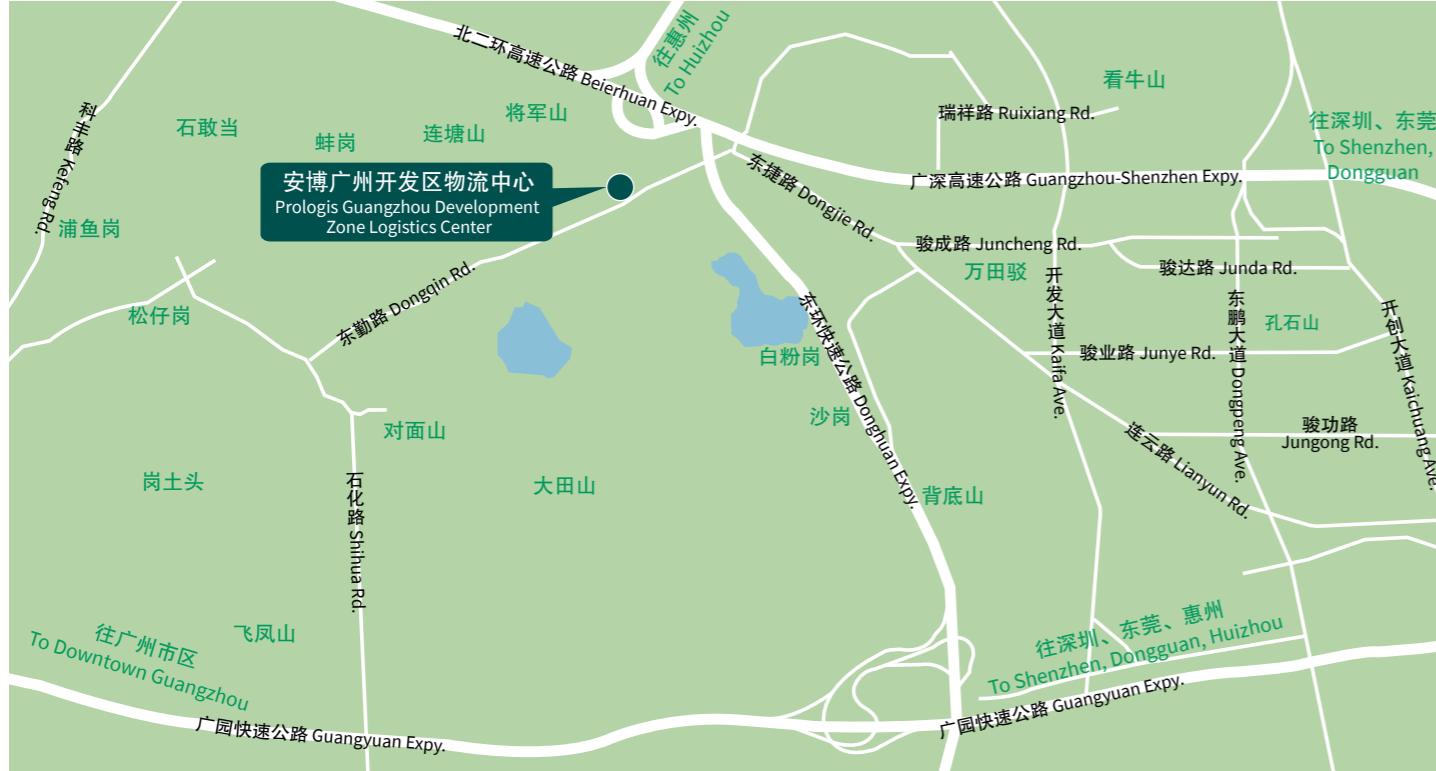 北二环高速公路 Beierhuan Expy.
往惠州
To Huizhou
看牛山
瑞祥路 Ruixiang Rd.
往深圳、东莞
To Shenzhen,
Dongguan
科丰路 Kefeng Rd.
石敢当
蚌岗
连塘山
将军山
安博广州开发区物流中心
Prologis Guangzhou Development
Zone Logistics Center
东捷路 Dongjie Rd.
广深高速公路 Guangzhou-Shenzhen Expy.
浦鱼岗
骏成路 Juncheng Rd.
万田驳
骏达路 Junda Rd.
松仔岗
东勤路 Dongqin Rd.
东环快速公路 Donghuan Expy.
开发大道 Kaifa Ave.
东鹏大道 Dongpeng Ave.
孔石山
开创大道 Kaichuang Ave.
白粉岗
骏业路 Junye Rd.
沙岗
对面山
连云路 Lianyun Rd.
骏功路
Jungong Rd.
岗土头
石化路 Shihua Rd.
大田山
背底山
往广州市区
To Downtown Guangzhou
飞凤山
往深圳、东莞、惠州
To Shenzhen, Dongguan, Huizhou
广园快速公路 Guangyuan Expy.
广园快速公路 Guangyuan Expy.